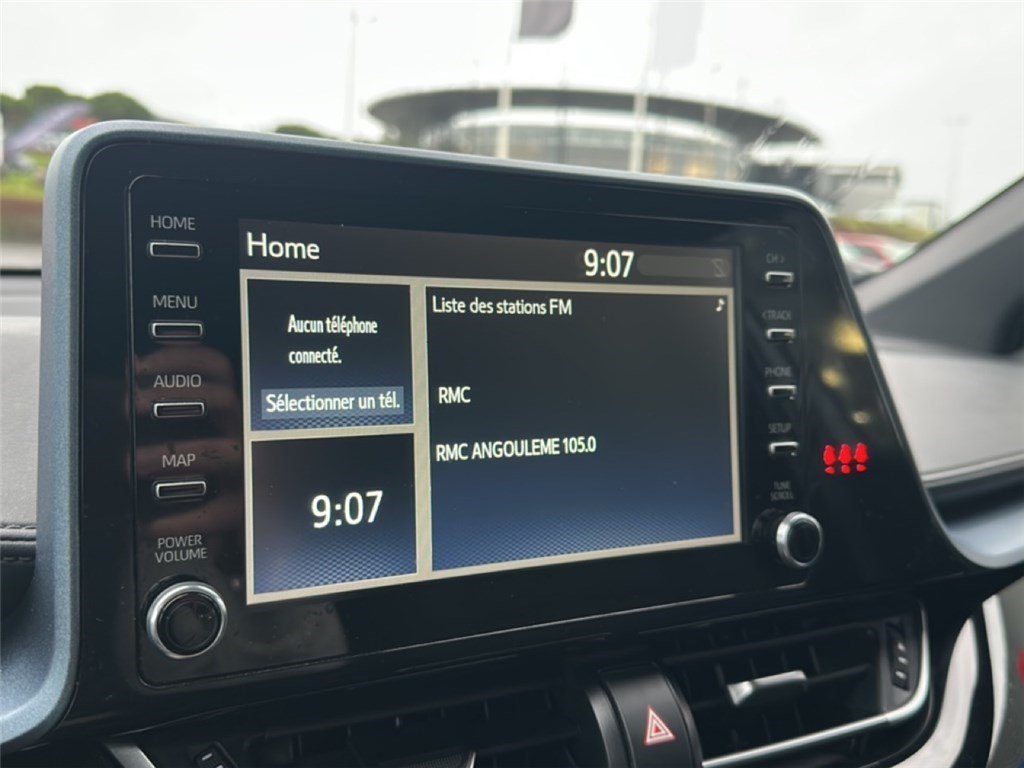 HOME
MENU
AUDIO
MAP
POWER
VOLUME
Home
9:07
Aucun téléphone
connecté.
Sélectionner un tél.
9:07
Liste des stations FM
RMC
RMC ANGOULEME 105.0
CH >
< TRACK
PHONE
SETUP
TUNE
SCROLL